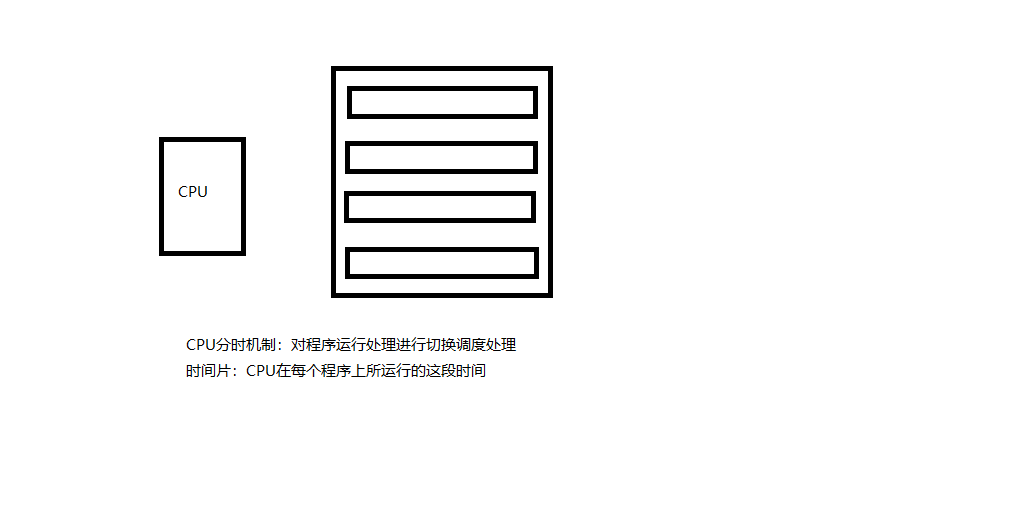 CPU
CPU分时机制：对程序运行处理进行切换调度处理
时间片：CPU在每个程序上所运行的这段时间